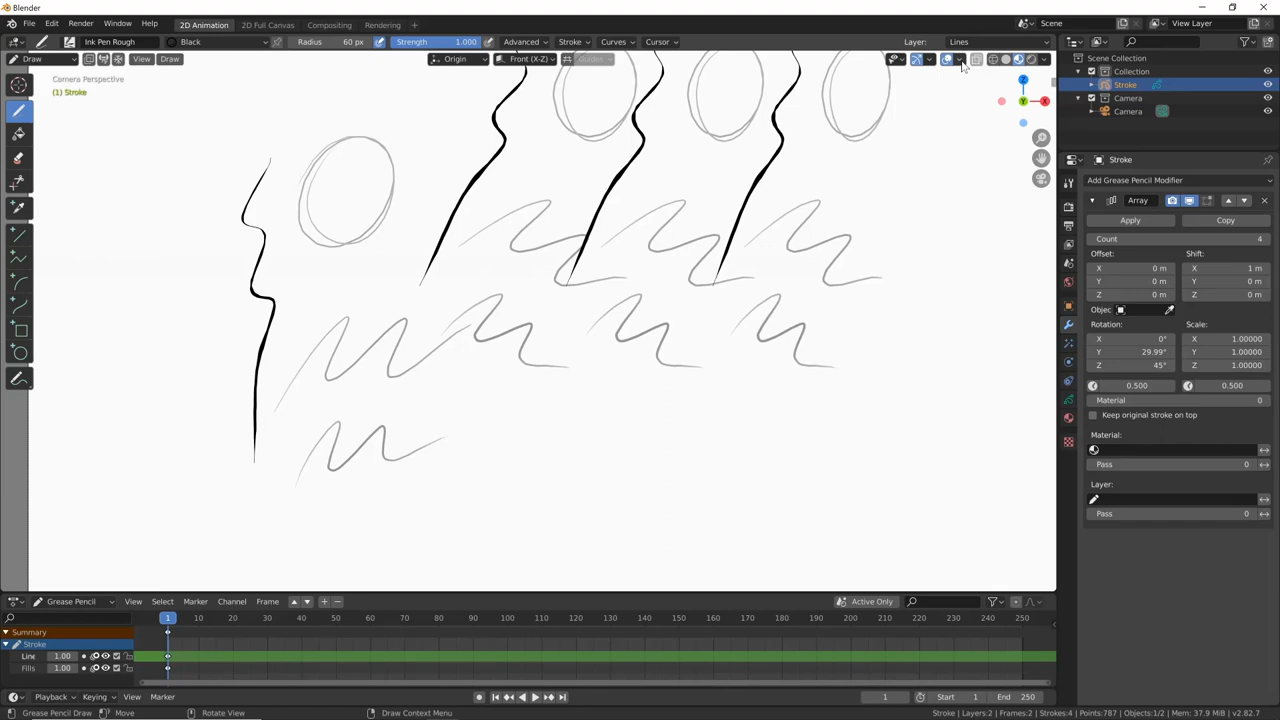 Blender
File Edit Render Window Help 2D Animation 2D Full Canvas Compositing Rendering + Scene View Layer
Ink Pen Rough Black Radius 60 px Strength 1.000 Advanced Stroke Curves Cursor Layer: Lines
Draw View Draw Origin Front (X-Z) Guides
Camera Perspective
(1) Stroke
Z
Y X
Scene Collection
Collection
Stroke
Camera
Camera
Stroke
Add Grease Pencil Modifier
Array
Apply Copy
Count 4
Offset: Shift:
X 0 m X 1 m
Y 0 m Y 0 m
Z 0 m Z 0 m
Objec
Rotation: Scale:
X 0° X 1.00000
Y 29.99° Y 1.00000
Z 45° Z 1.00000
0.500 0.500
Material 0
Keep original stroke on top
Material:
Pass 0
Layer:
Pass 0
Grease Pencil View Select Marker Channel Frame Active Only
1 10 20 30 40 50 60 70 80 90 100 110 120 130 140 150 160 170 180 190 200 210 220 230 240 250
Summary
Stroke
Line 1.00
Fills 1.00
Playback Keying View Marker 1 Start 1 End 250
Grease Pencil Draw Move Rotate View Draw Context Menu Stroke | Layers:2 | Frames:2 | Strokes:4 | Points:787 | Objects:1/2 | Mem: 37.9 MiB | v2.82.7